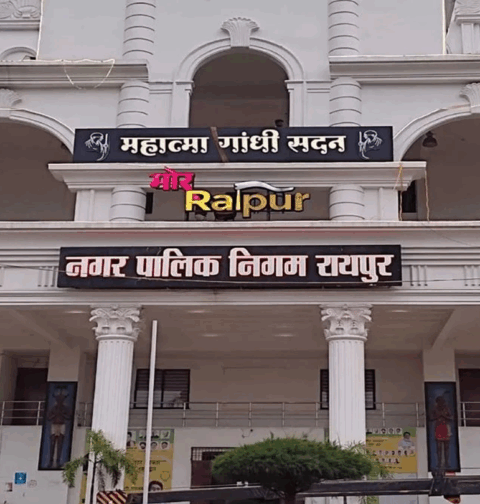 महात्मा गांधी सदन
मोर
Raipur
नगर पालिक निगम रायपुर